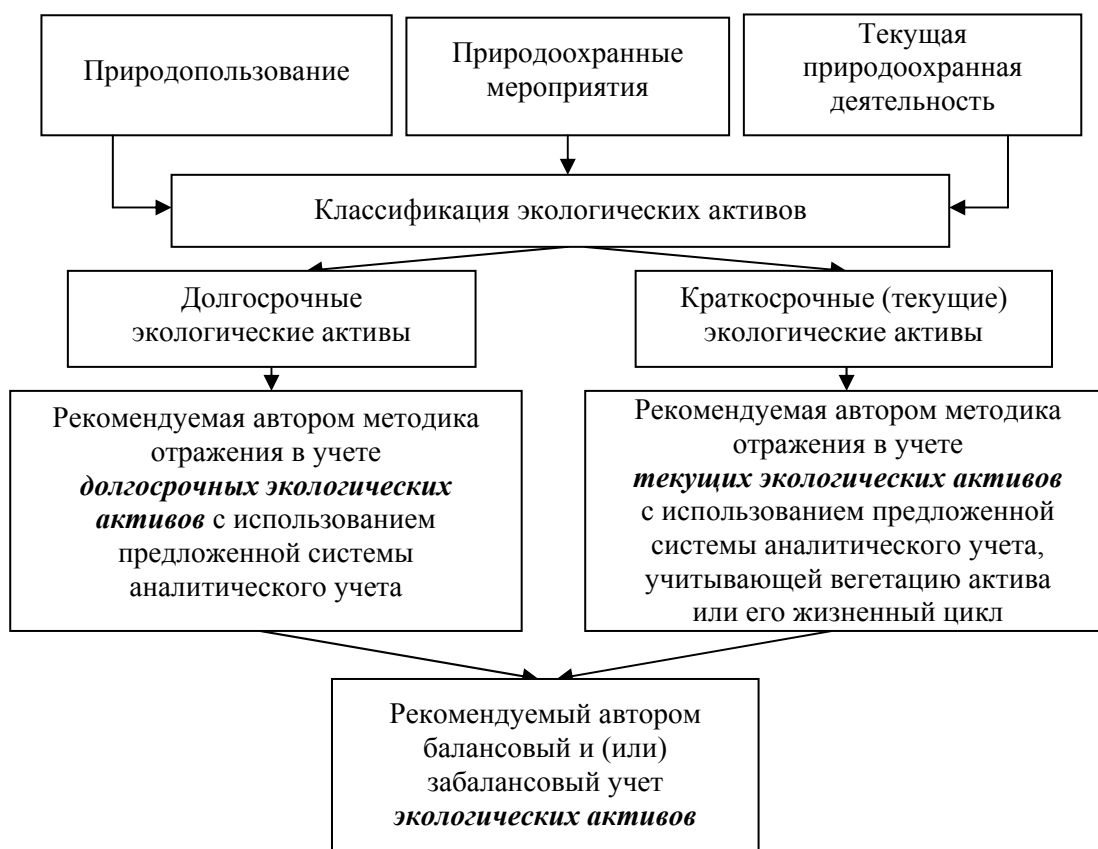 Природопользование
Природоохранные
мероприятия
Текущая
природоохранная
деятельность
Классификация экологических активов
Долгосрочные
экологические активы
Краткосрочные (текущие)
экологические активы
Рекомендуемая автором методика
отражения в учете
долгосрочных экологических
активов с использованием
предложенной системы
аналитического учета
Рекомендуемая автором методика
отражения в учете
текущих экологических активов
с использованием предложенной
системы аналитического учета,
учитывающей вегетацию актива
или его жизненный цикл
Рекомендуемый автором
балансовый и (или)
забалансовый учет
экологических активов